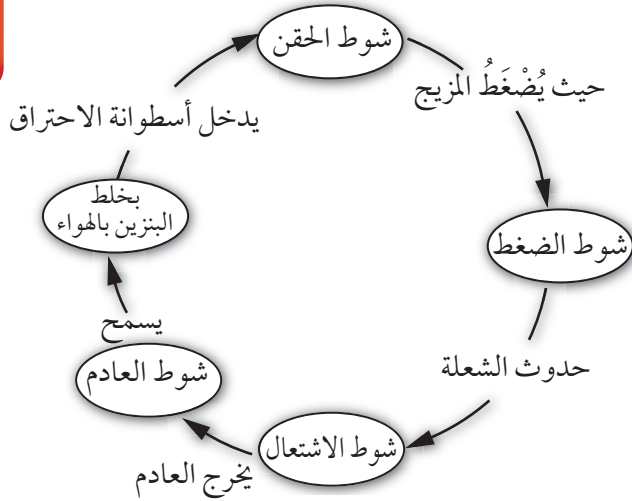 شوط الحقن
حيث يُضْغَطُ المزيج
شوط الضغط
حدوث الشعلة
شوط الاشتعال
يخرج العادم
شوط العادم
يسمح
بخلط
البنزين بالهواء
يدخل أسطوانة الاحتراق